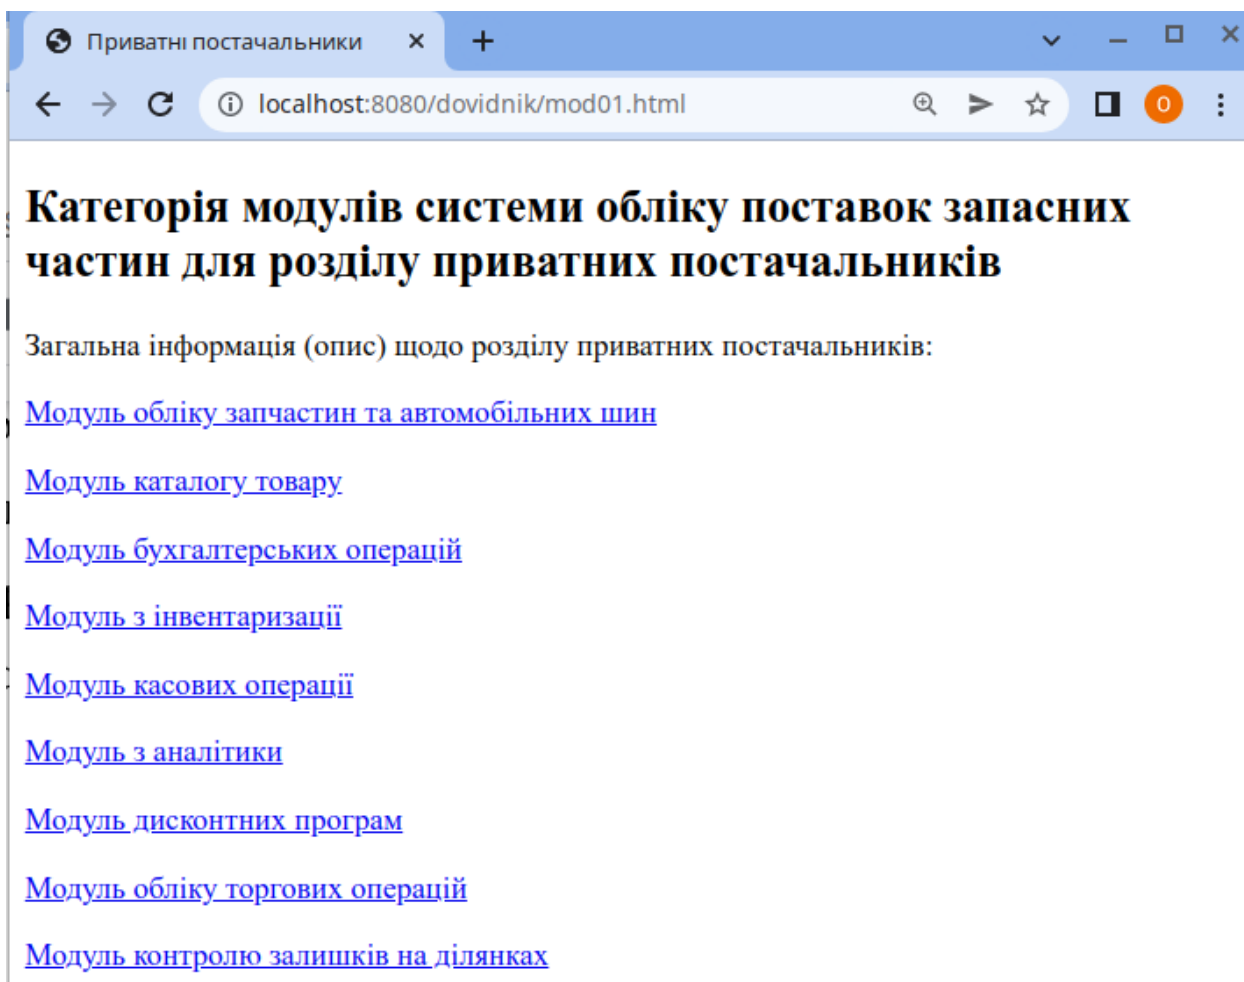 Приватні постачальники
localhost:8080/dovidnik/mod01.html
О
Категорія модулів системи обліку поставок запасних
частин для розділу приватних постачальників
Загальна інформація (опис) щодо розділу приватних постачальників:
Модуль обліку запчастин та автомобільних шин
Модуль каталогу товару
Модуль бухгалтерських операцій
Модуль з інвентаризації
Модуль касових операції
Модуль з аналітики
Модуль дисконтних програм
Модуль обліку торгових операцій
Модуль контролю залишків на ділянках